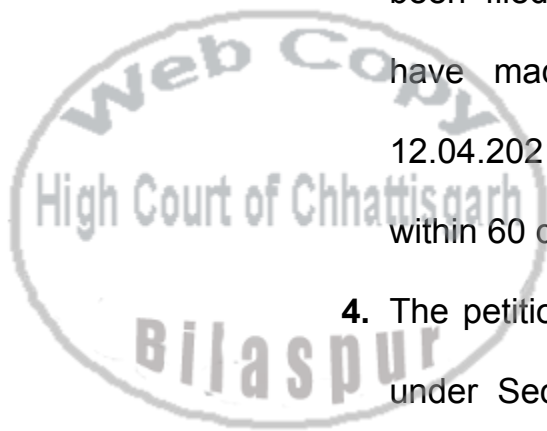 been filed
have mad
12.04.202
within 60 d
4. The petitio
under Sec
Web Copy
High Court of Chhattisgarh
Bilaspur